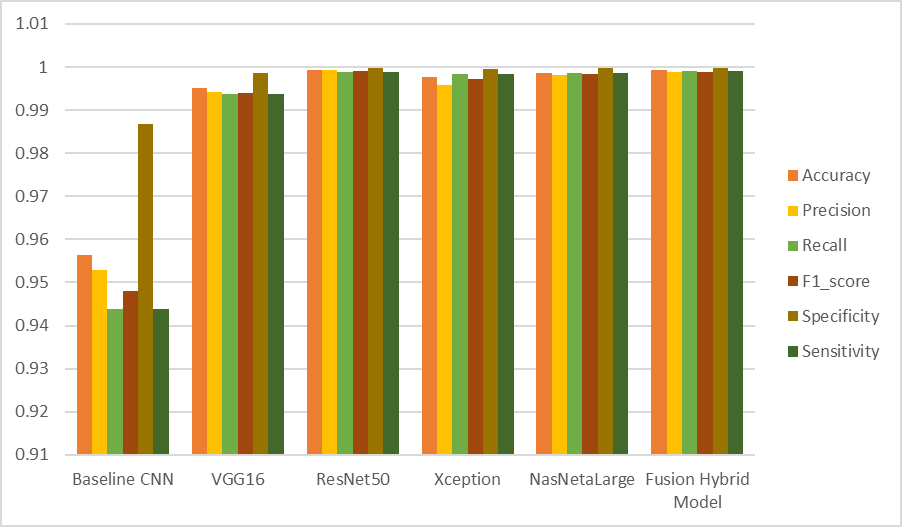 1.01
1
0.99
0.98
0.97
0.96
0.95
0.94
0.93
0.92
0.91
Baseline CNN
VGG16
ResNet50
Xception
NasNetaLarge
Fusion Hybrid
Model
Accuracy
Precision
Recall
F1_score
Specificity
Sensitivity